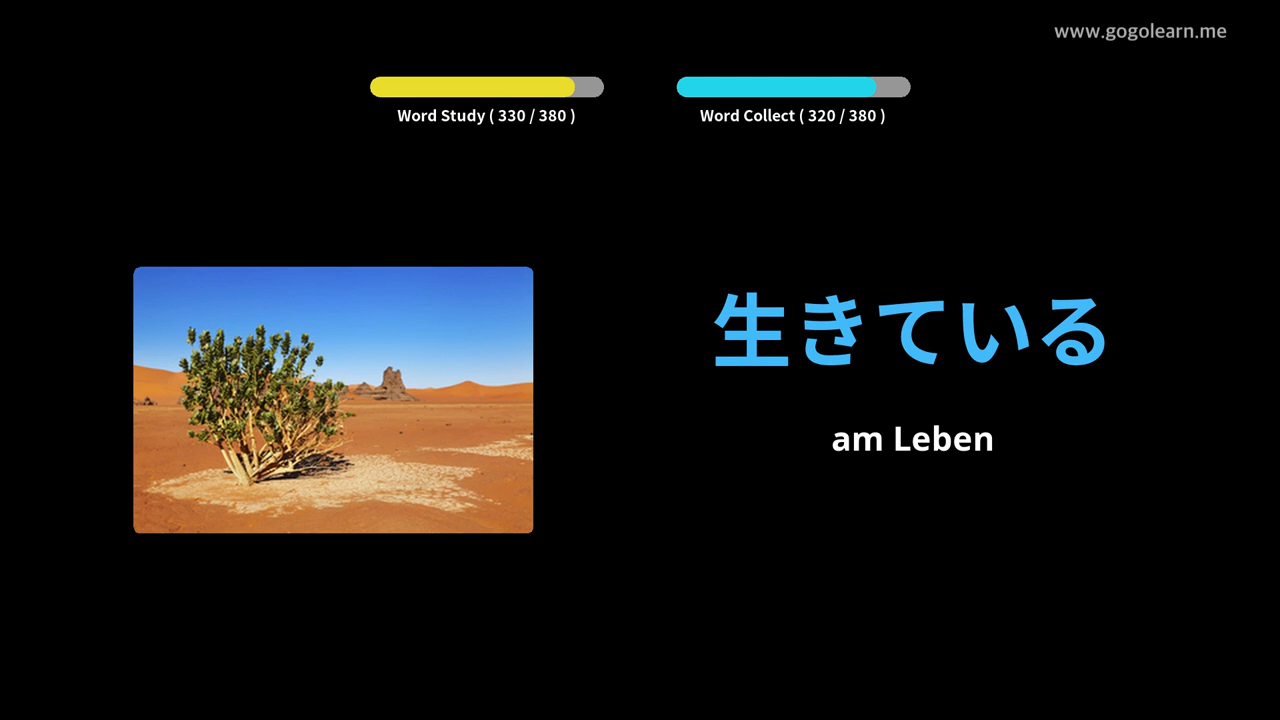 www.gogolearn.me
Word Study ( 330 / 380 )
Word Collect ( 320 / 380 )
生きている
am Leben